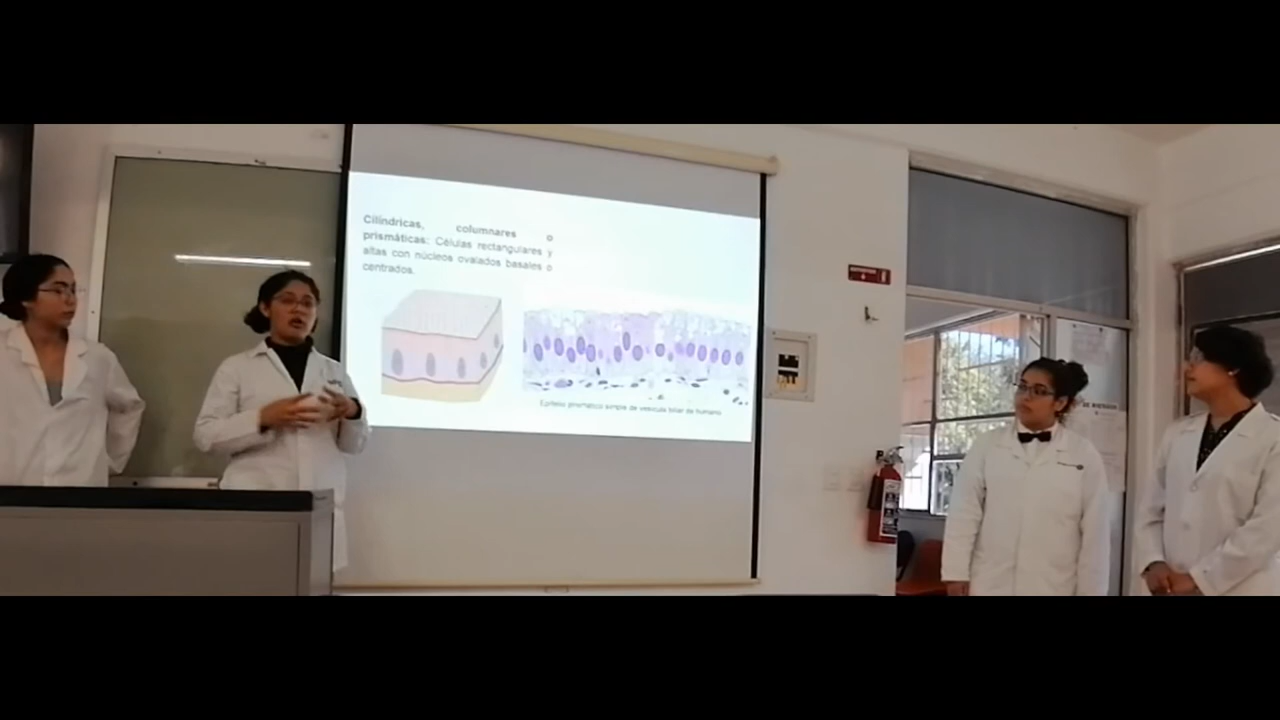 Cilíndricas, columnares o
prismáticas: Células rectangulares y
altas con núcleos ovalados basales o
centrados.
Epitelio prismático simple de vesícula biliar de humano
EXTINTOR